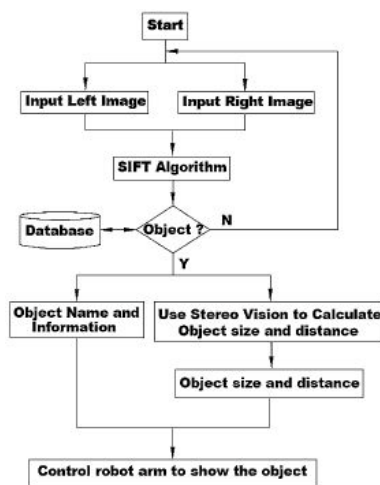 Start
Input Left Image
Input Right Image
SIFT Algorithm
Database
Object ?
N
Y
Object Name and
Information
Use Stereo Vision to Calculate
Object size and distance
Object size and distance
Control robot arm to show the object